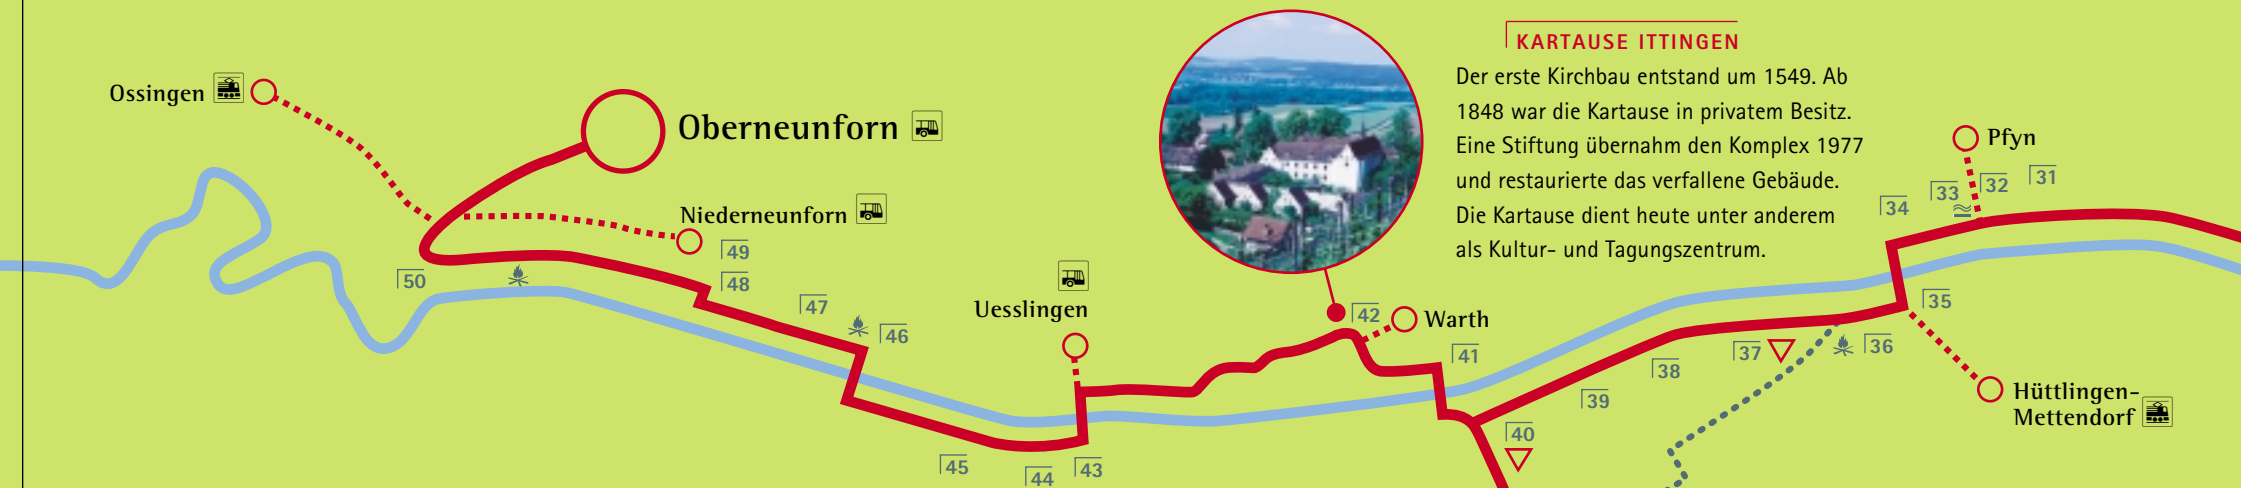 KARTAUSE ITTINGEN
Der erste Kirchbau entstand um 1549. Ab
1848 war die Kartause in privatem Besitz.
Eine Stiftung übernahm den Komplex 1977
und restaurierte das verfallene Gebäude.
Die Kartause dient heute unter anderem
als Kultur- und Tagungszentrum.
Ossingen
Oberneunforn
Niederneunforn
49
50
48
47
46
Uesslingen
45
44
43
42
Warth
41
40
39
38
37
36
35
34
33
32
31
Pfyn
Hüttlingen-
Mettendorf